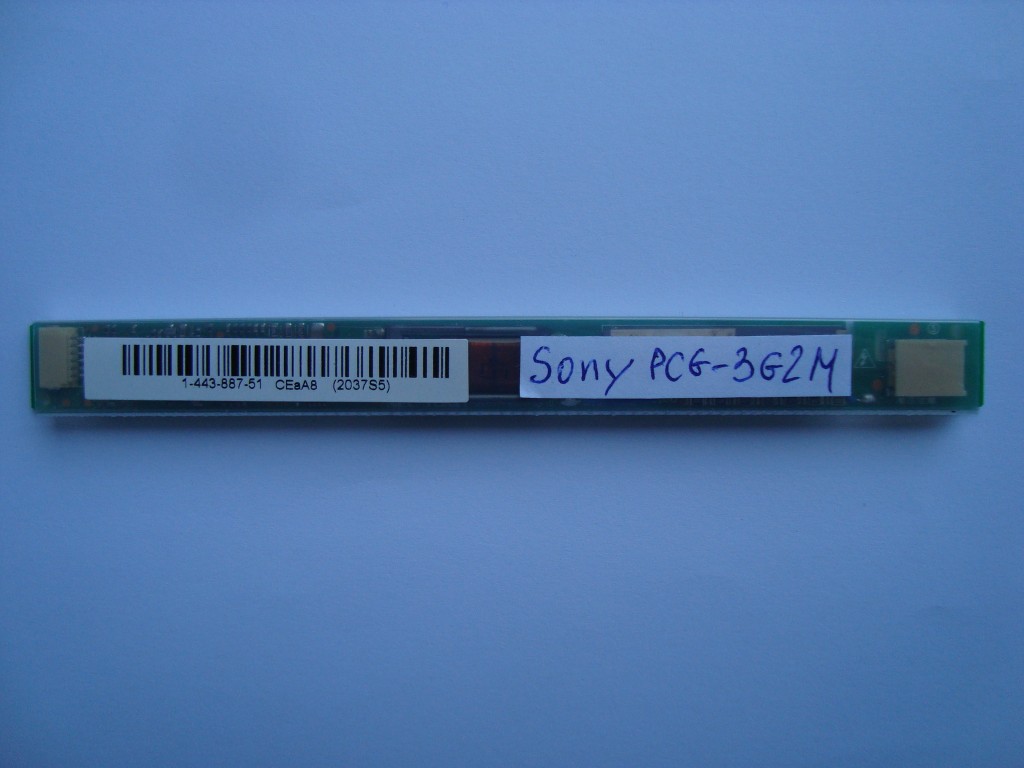 1-443-887-51 CEaA8 (2037S5)
Sony PCG-3G2M